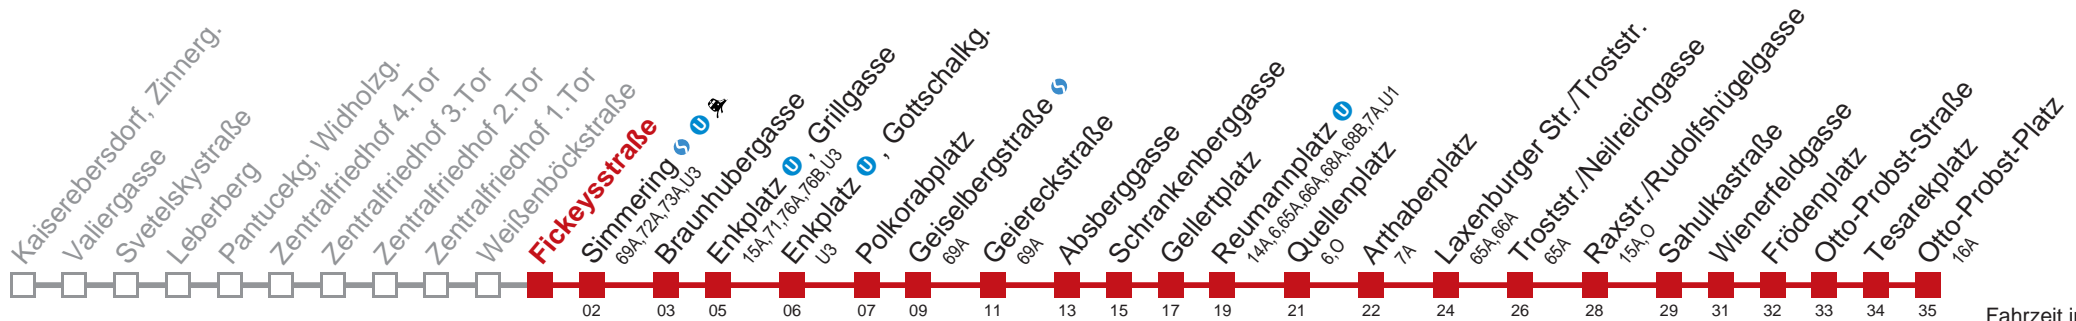 Kaiserebersdorf, Zinnerg.
Valiergasse
Svetelskystraße
Leberberg
Pantucekg; Widholzg.
Zentralfriedhof 4.Tor
Zentralfriedhof 3.Tor
Zentralfriedhof 2.Tor
Zentralfriedhof 1.Tor
Weißenböckstraße
Fickeysstraße
Simmering S U
69A,72A,73A,U3
Braunhubergasse
Enkplatz U , Grillgasse
15A,71,76A,76B,U3
Enkplatz U , Gottschalkg.
U3
Polkorabplatz
Geiselbergstraße S
69A
Geiereckstraße
69A
Absberggasse
Schrankenberggasse
Gellertplatz
Reumannplatz U
14A,6,65A,66A,68A,68B,7A,U1
Quellenplatz
6,O
Arthaberplatz
7A
Laxenburger Str./Troststr.
65A,66A
Troststr./Neilreichgasse
65A
Raxstr./Rudolfshügelgasse
15A,O
Sahulkastraße
Wienerfeldgasse
Frödenplatz
Otto-Probst-Straße
Tesarekplatz
Otto-Probst-Platz
16A
02 03 05 06 07 09 11 13 15 17 19 21 22 24 26 28 29 31 32 33 34 35
Fahrzeit